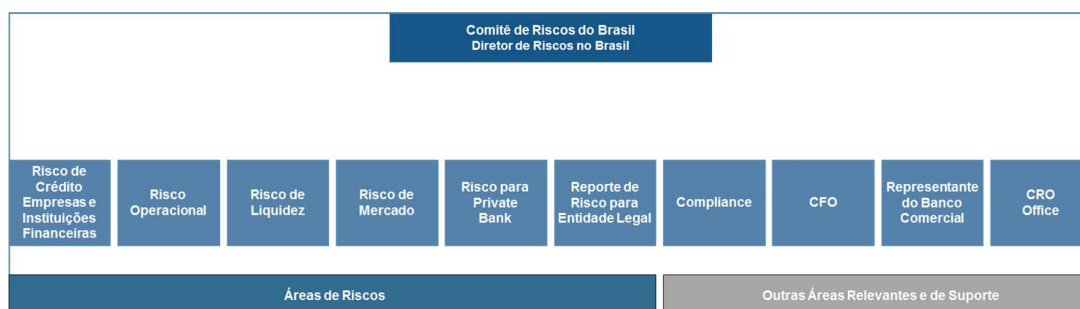 Comitê de Riscos do Brasil
Diretor de Riscos no Brasil
Risco de
Crédito
Empresas e
Instituições
Financeiras
Risco
Operacional
Risco de
Liquidez
Risco de
Mercado
Risco para
Private
Bank
Reporte de
Risco para
Entidade Legal
Compliance
CFO
Representante
do Banco
Comercial
CRO
Office
Áreas de Riscos
Outras Áreas Relevantes e de Suporte